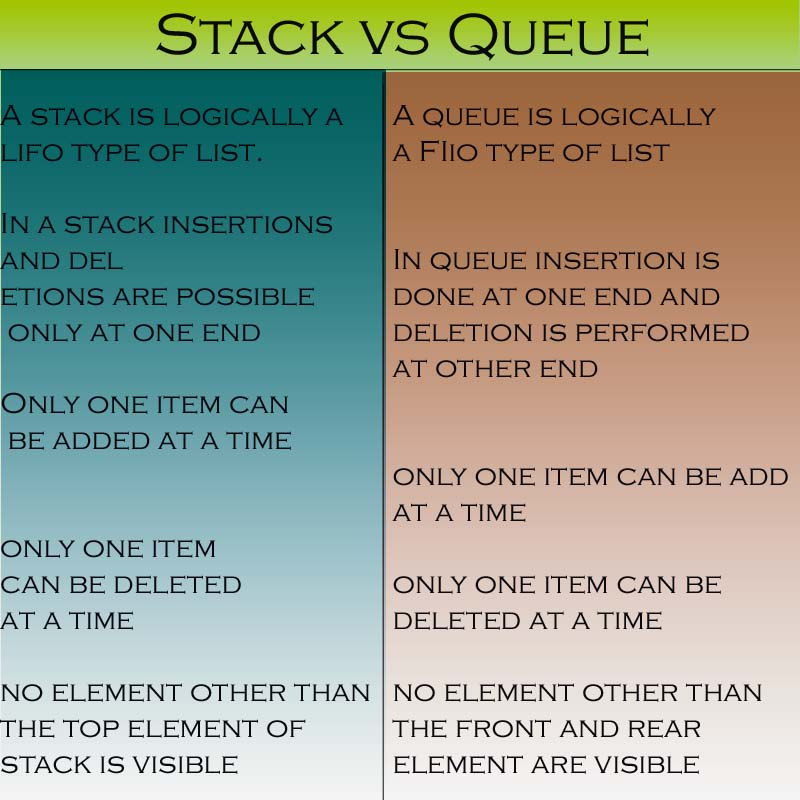 Stack vs Queue
A stack is logically a
lifo type of list.
In a stack insertions
and del
etions are possible
only at one end
Only one item can
be added at a time
only one item
can be deleted
at a time
no element other than
the top element of
stack is visible
A queue is logically
a FIio type of list
In queue insertion is
done at one end and
deletion is performed
at other end
only one item can be add
at a time
only one item can be
deleted at a time
no element other than
the front and rear
element are visible